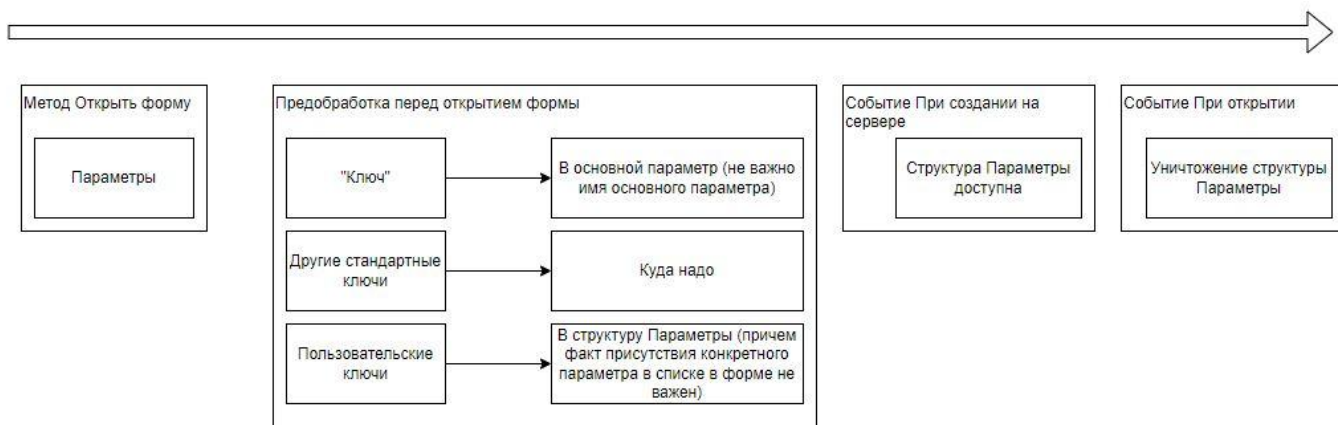 Метод Открыть форму
Параметры
Предобработка перед открытием формы
"Ключ"
В основной параметр (не важно
имя основного параметра)
Другие стандартные
ключи
Куда надо
Пользовательские
ключи
В структуру Параметры (причем
факт присутствия конкретного
параметра в списке в форме не
важен)
Событие При создании на
сервере
Структура Параметры
доступна
Событие При открытии
Уничтожение структуры
Параметры